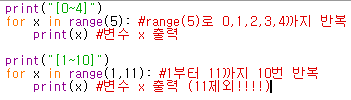 print("[0~4]")
for x in range(5): #range(5)로 0,1,2,3,4까지 반복
    print(x) #변수 x 출력

print("[1~10]")
for x in range(1,11): #1부터 11까지 10번 반복
    print(x) #변수 x 출력 (11제외!!!!)